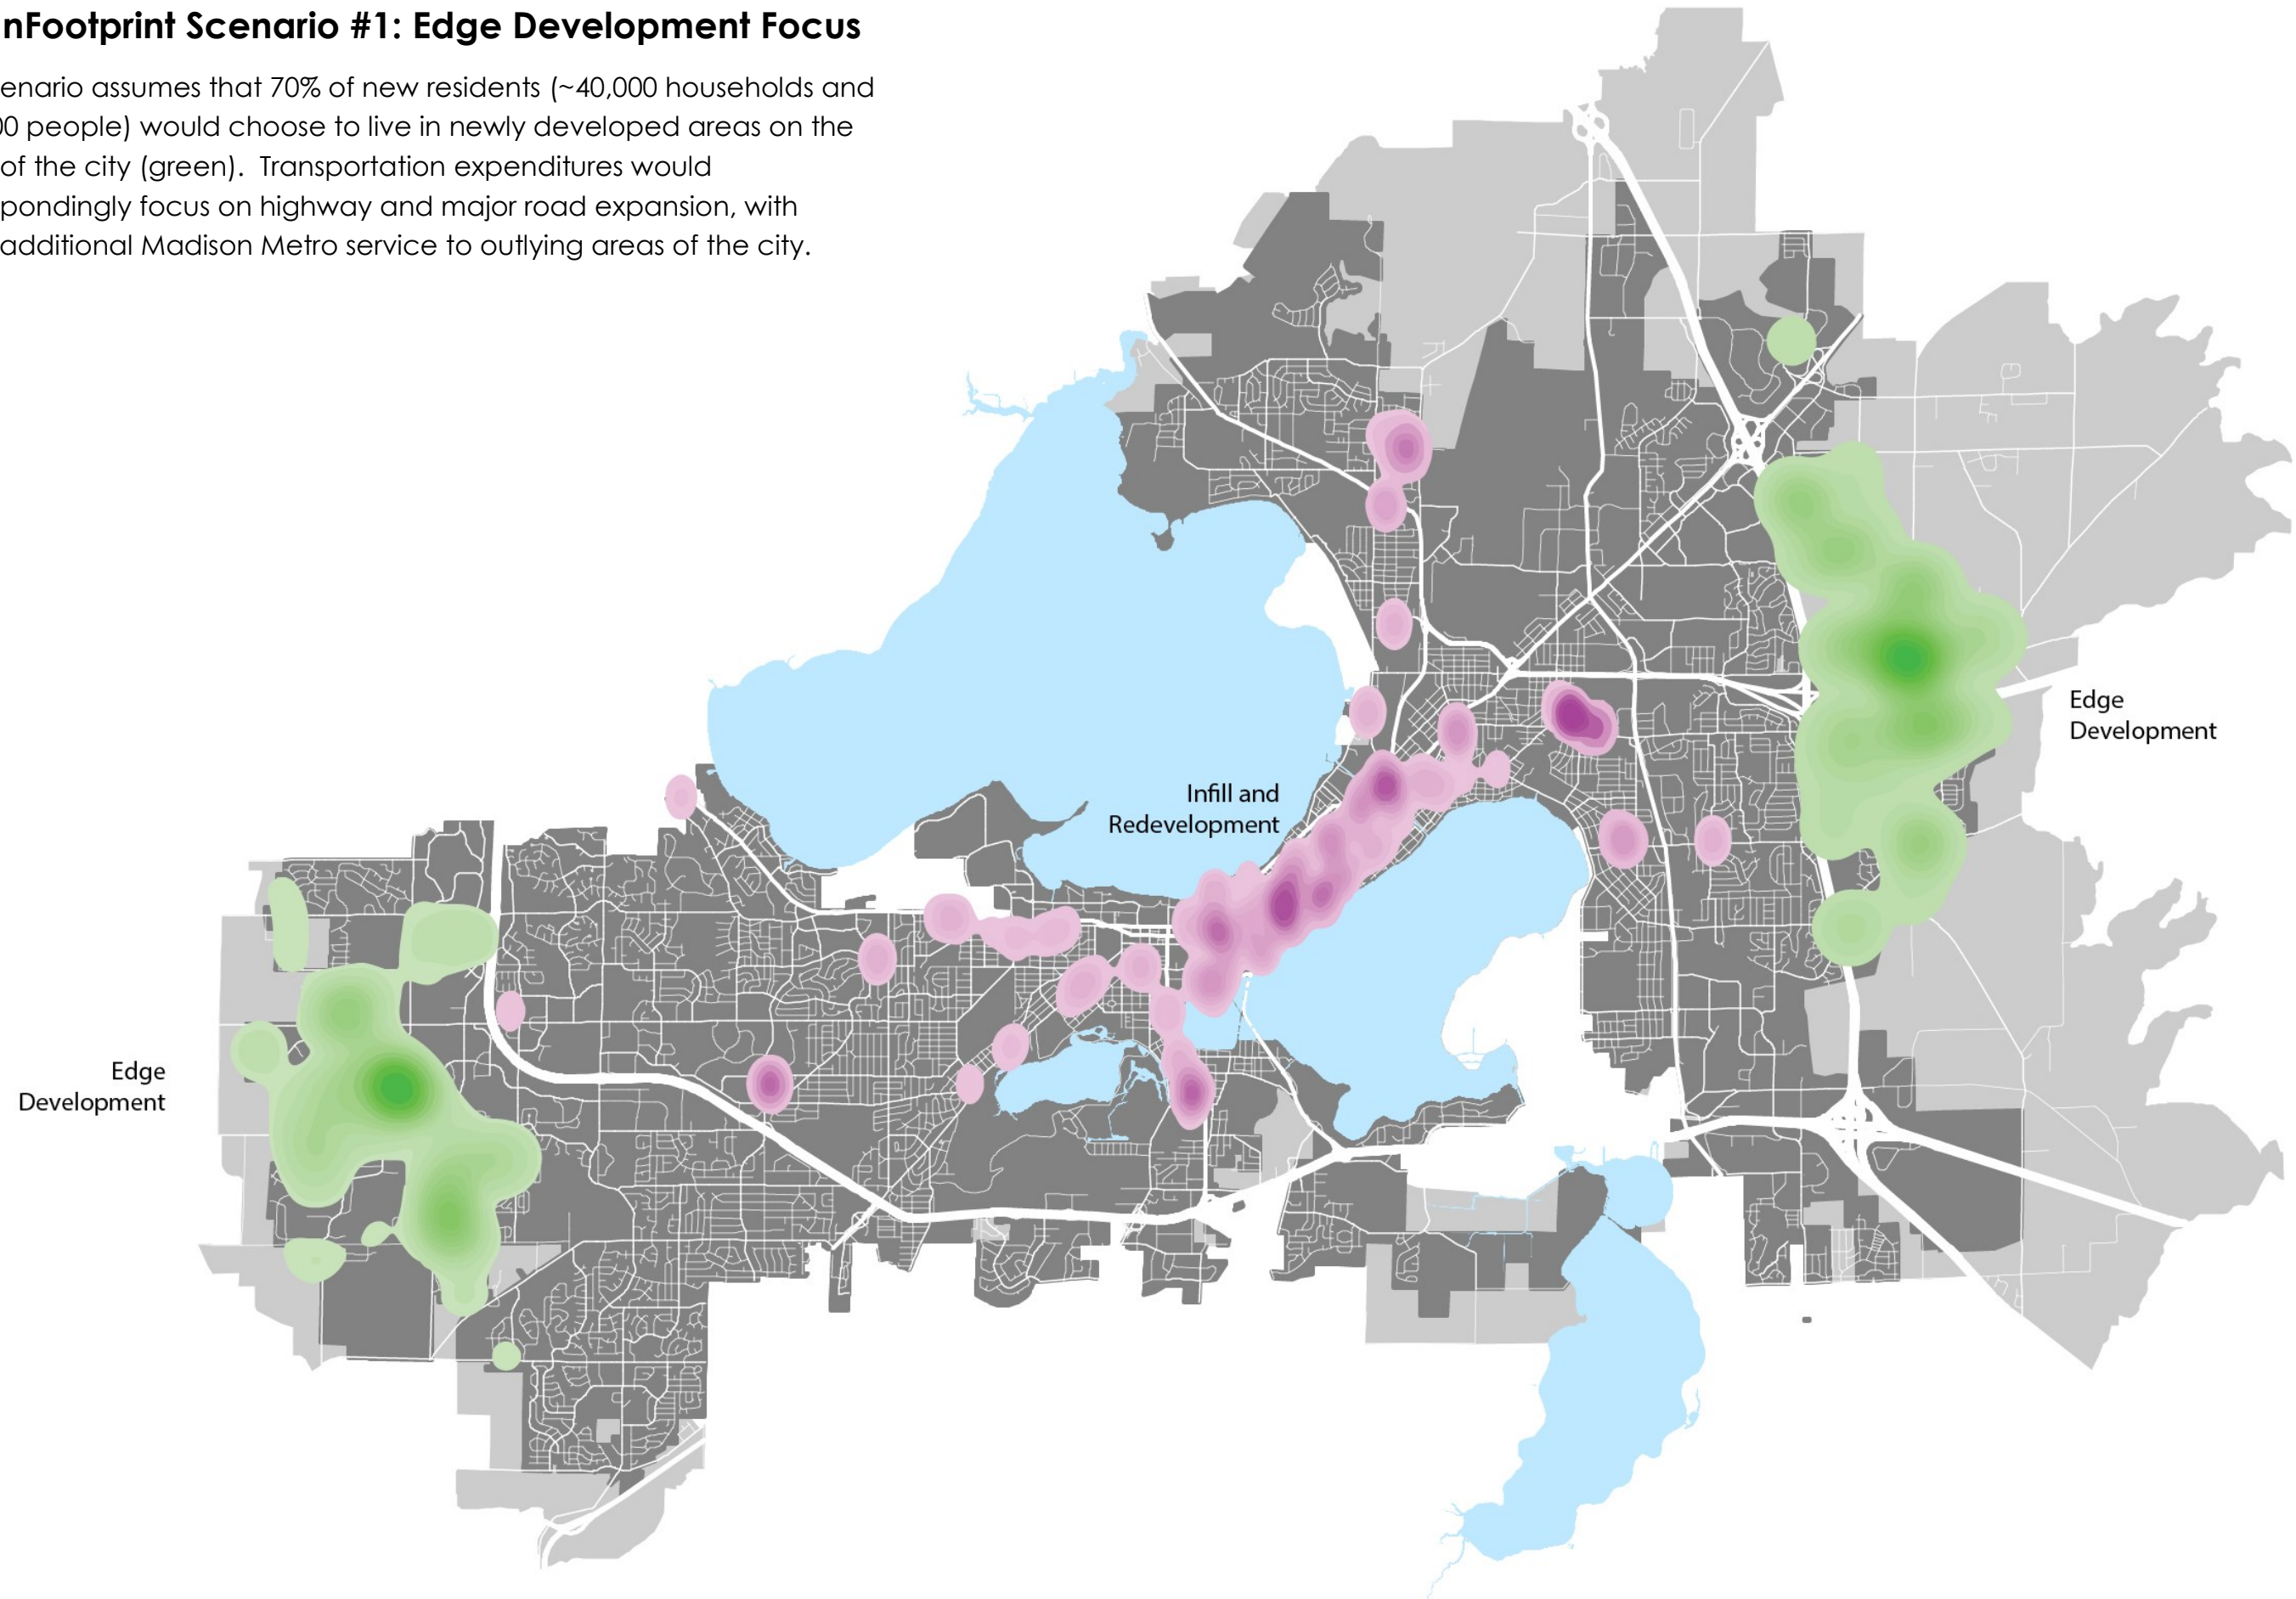 nFootprint Scenario #1: Edge Development Focus
enario assumes that 70% of new residents (~40,000 households and
00 people) would choose to live in newly developed areas on the
of the city (green).  Transportation expenditures would
pondingly focus on highway and major road expansion, with
additional Madison Metro service to outlying areas of the city.
Edge
Development
Infill and
Redevelopment
Edge
Development